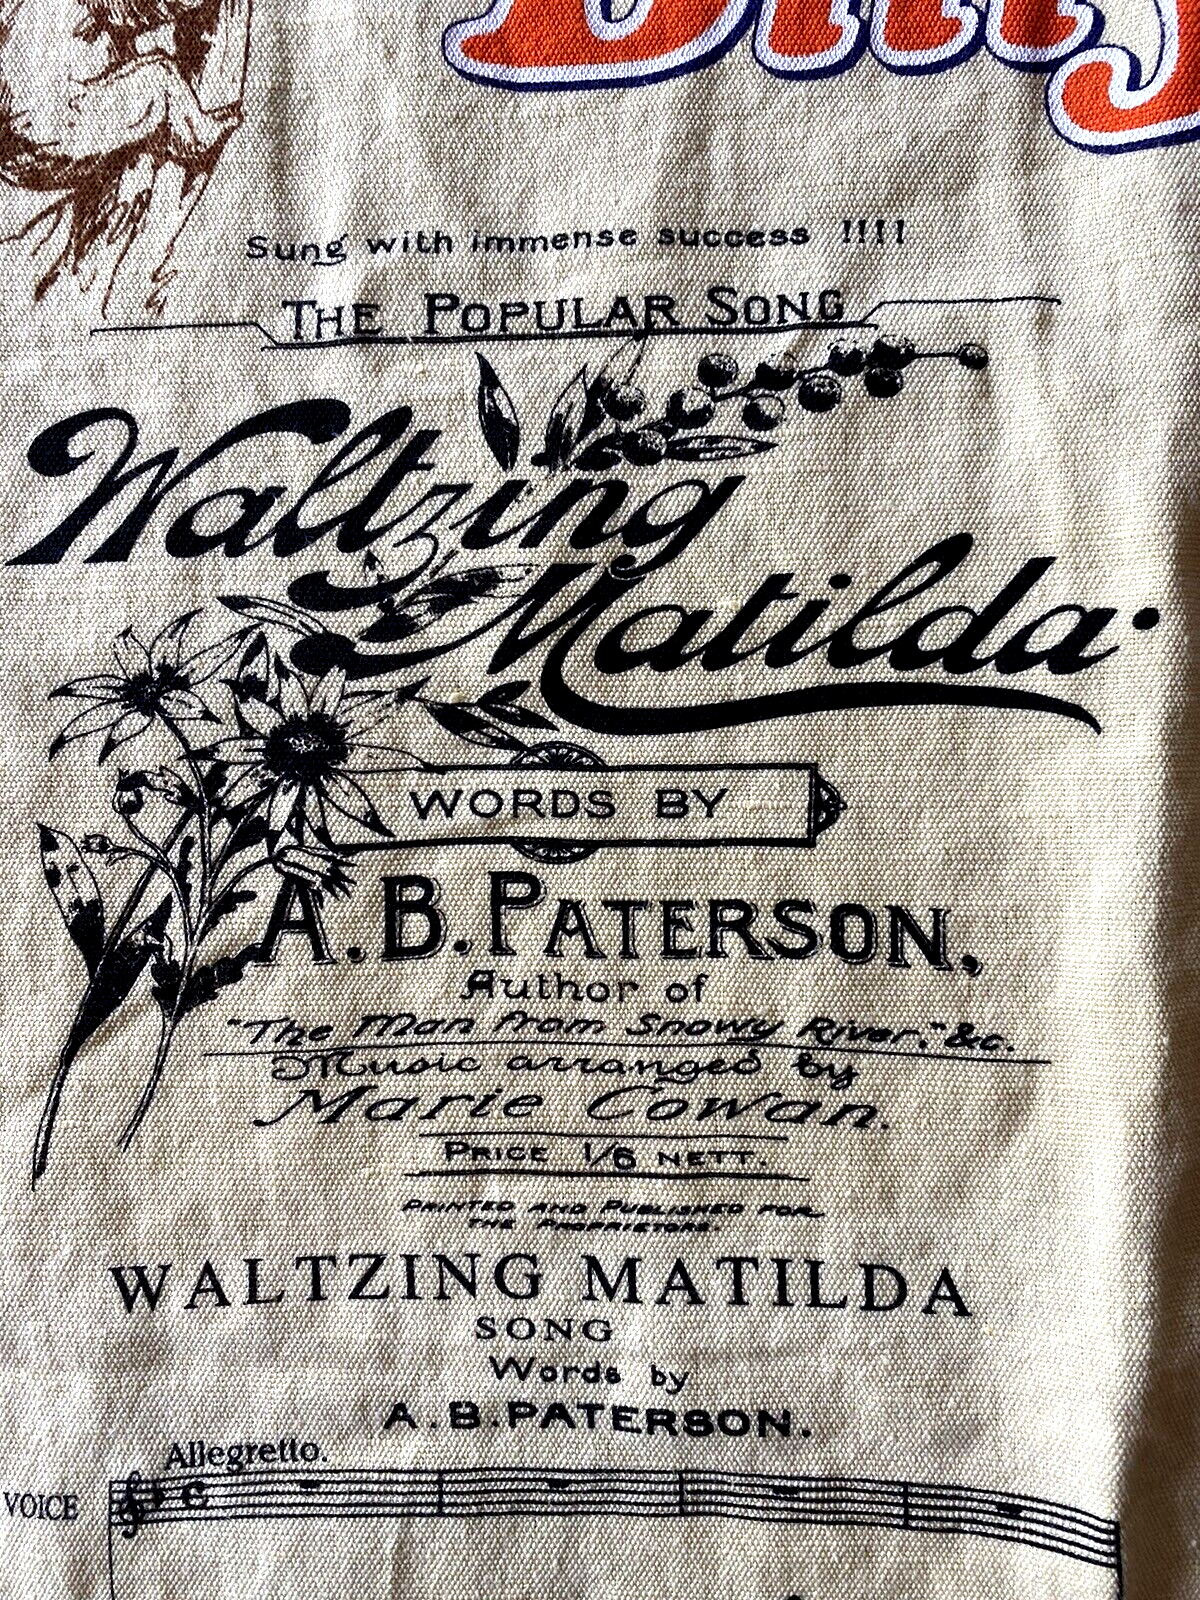 Sung with immense success !!!!
THE POPULAR SONG
Waltzing
Matilda
WORDS BY
A.B.PATERSON,
Author of
"The Man from Snowy River," &c.
Music arranged by
Marie Cowan.
PRICE 1/6 NETT.
PRINTED AND PUBLISHED FOR
THE PROPRIETORS.
WALTZING MATILDA
SONG
Words by
A.B.PATERSON.
Allegretto.
VOICE